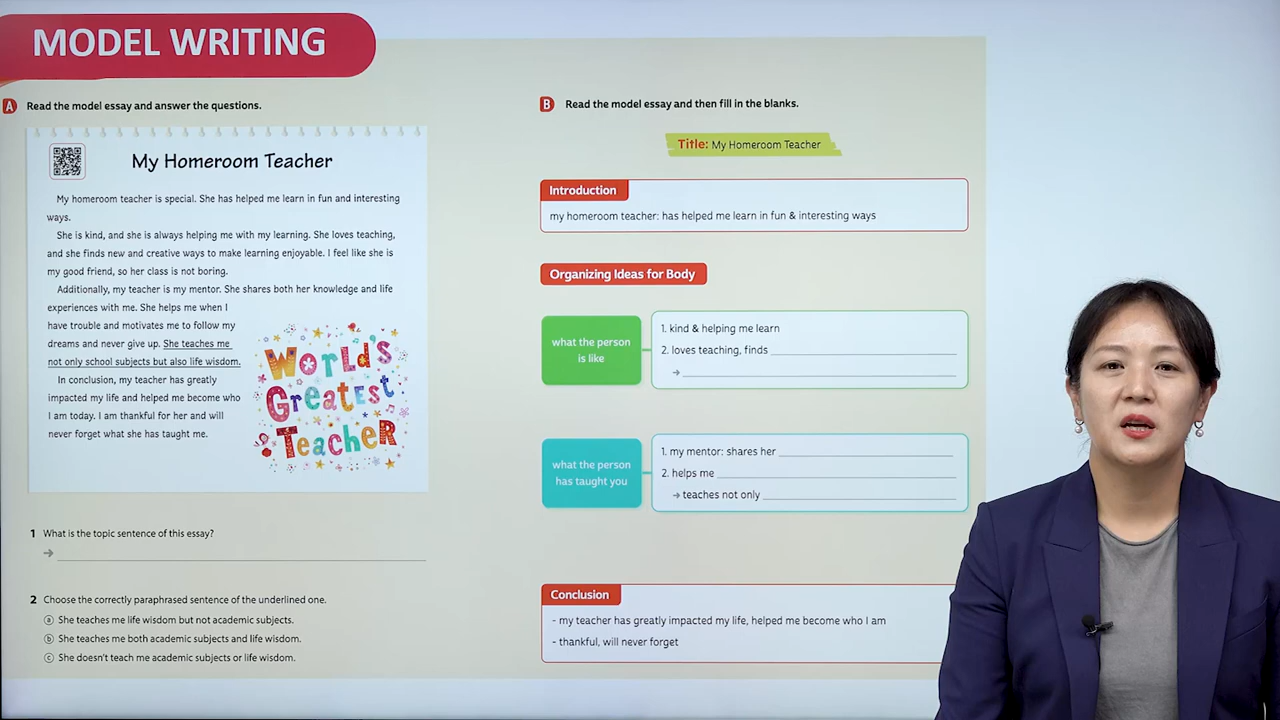 MODEL WRITING
A Read the model essay and answer the questions.
My Homeroom Teacher
My homeroom teacher is special. She has helped me learn in fun and interesting
ways.
She is kind, and she is always helping me with my learning. She loves teaching,
and she finds new and creative ways to make learning enjoyable. I feel like she is
my good friend, so her class is not boring.
Additionally, my teacher is my mentor. She shares both her knowledge and life
experiences with me. She helps me when I
have trouble and motivates me to follow my
dreams and never give up. She teaches me
not only school subjects but also life wisdom.
In conclusion, my teacher has greatly
impacted my life and helped me become who
I am today. I am thankful for her and will
never forget what she has taught me.
WORLD'S
GREATEST
TEACHER
1 What is the topic sentence of this essay?
→
2 Choose the correctly paraphrased sentence of the underlined one.
ⓐ She teaches me life wisdom but not academic subjects.
ⓑ She teaches me both academic subjects and life wisdom.
ⓒ She doesn't teach me academic subjects or life wisdom.
B Read the model essay and then fill in the blanks.
Title: My Homeroom Teacher
Introduction
my homeroom teacher: has helped me learn in fun & interesting ways
Organizing Ideas for Body
what the person
is like
1. kind & helping me learn
2. loves teaching, finds
→
what the person
has taught you
1. my mentor: shares her
2. helps me
→ teaches not only
Conclusion
- my teacher has greatly impacted my life, helped me become who I am
- thankful, will never forget